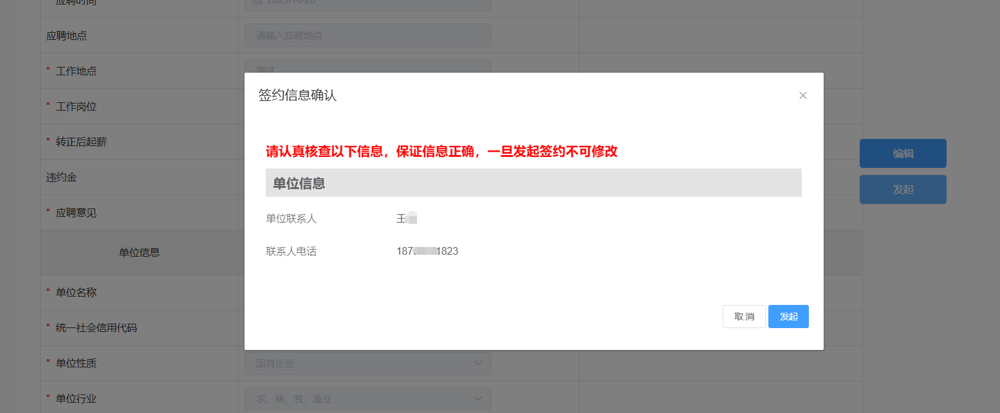 应聘时间 2023-10-20
应聘地点 请输入应聘地点
* 工作地点 测试
签约信息确认
* 工作岗位
* 转正后起薪
请认真核查以下信息，保证信息正确，一旦发起签约不可修改
编辑
违约金
单位信息
发起
* 应聘意见
单位联系人 王
单位信息
联系人电话 187 1823
* 单位名称
取消 发起
* 统一社会信用代码
* 单位性质 国有企业
* 单位行业 农、林、牧、渔业